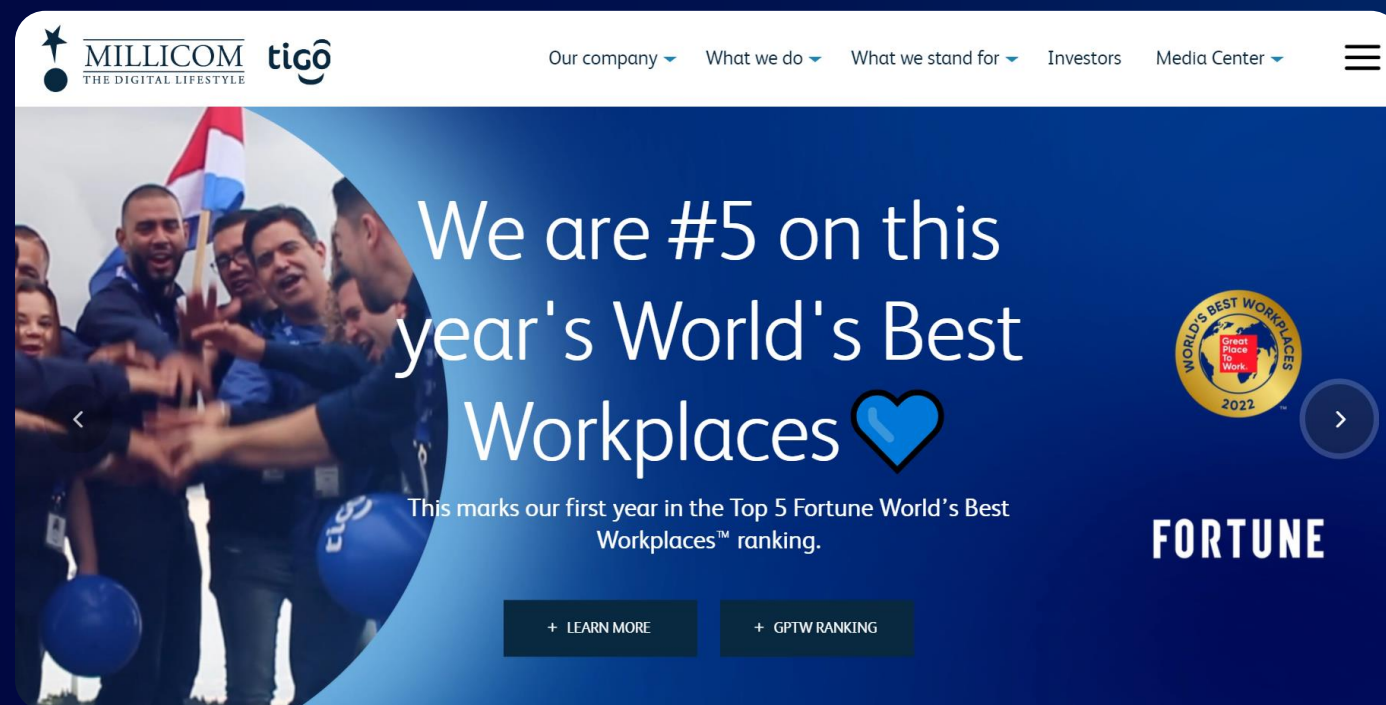 MILLICOM
THE DIGITAL LIFESTYLE
tigo
Our company
What we do
What we stand for
Investors
Media Center
We are #5 on this
year's World's Best
Workplaces
This marks our first year in the Top 5 Fortune World’s Best
Workplaces™ ranking.
+ LEARN MORE
+ GPTW RANKING
WORLD'S BEST WORKPLACES
Great
Place
To
Work.
2022 ™
FORTUNE
tigo